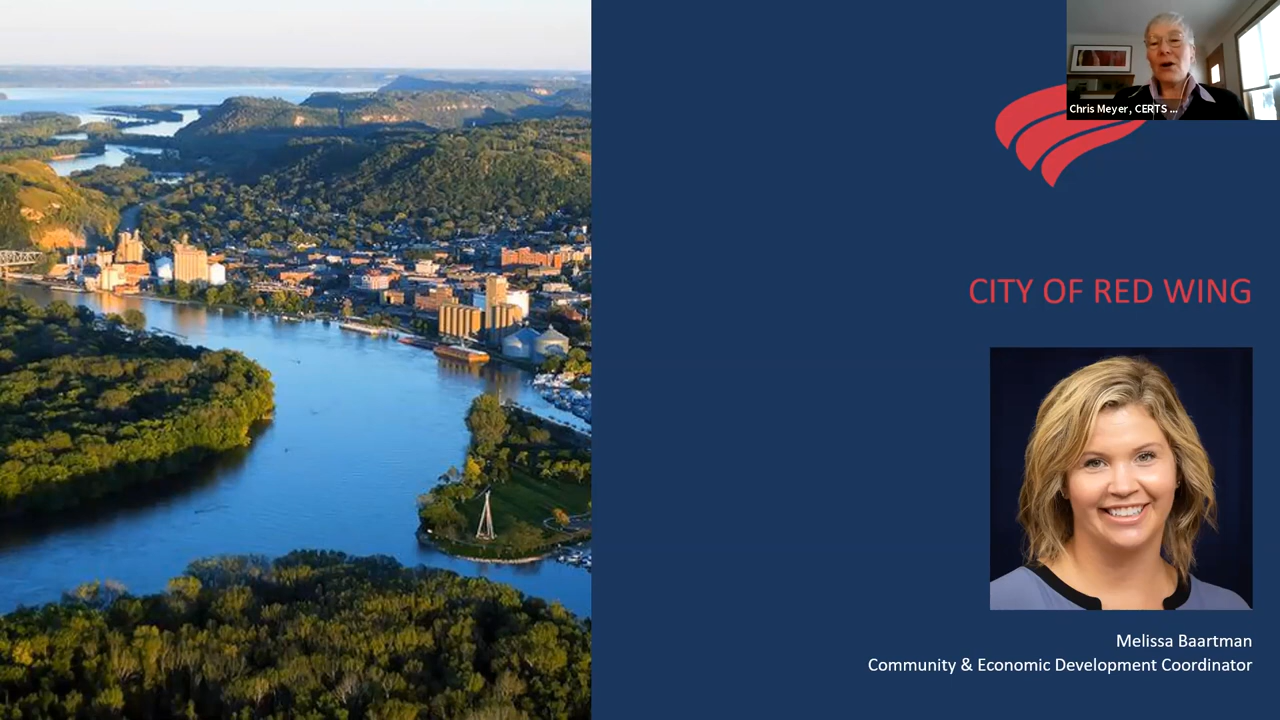 Chris Meyer, CERTS ...
CITY OF RED WING
Melissa Baartman
Community & Economic Development Coordinator